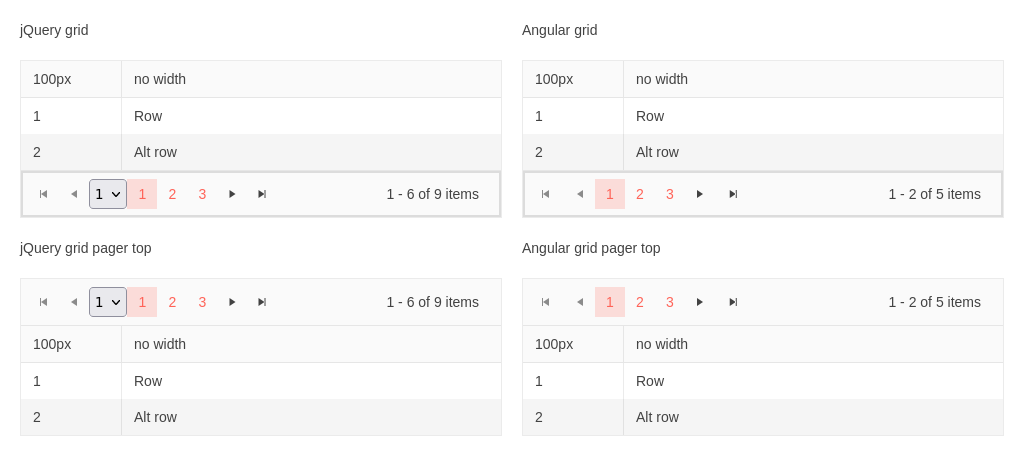 jQuery grid
100px no width
1 Row
2 Alt row
1 1 2 3 1 - 6 of 9 items
Angular grid
100px no width
1 Row
2 Alt row
1 2 3 1 - 2 of 5 items
jQuery grid pager top
1 1 2 3 1 - 6 of 9 items
100px no width
1 Row
2 Alt row
Angular grid pager top
1 2 3 1 - 2 of 5 items
100px no width
1 Row
2 Alt row